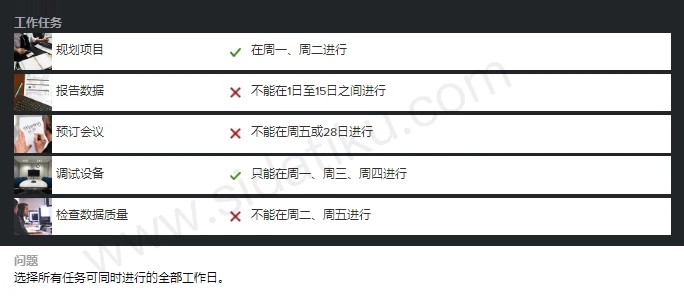 工作任务
规划项目 在周一、周二进行
报告数据 不能在1日至15日之间进行
预订会议 不能在周五或28日进行
调试设备 只能在周一、周三、周四进行
检查数据质量 不能在周二、周五进行
问题
选择所有任务可同时进行的全部工作日。
www.sidatiku.com